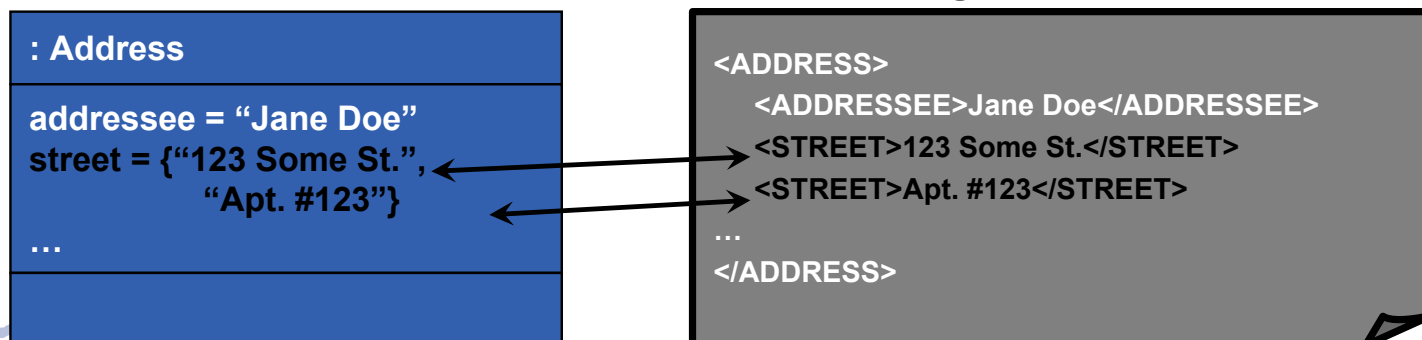 : Address
addressee = “Jane Doe”
street = {“123 Some St.”,
“Apt. #123”}
…
<ADDRESS>
<ADDRESSEE>Jane Doe</ADDRESSEE>
<STREET>123 Some St.</STREET>
<STREET>Apt. #123</STREET>
…
</ADDRESS>